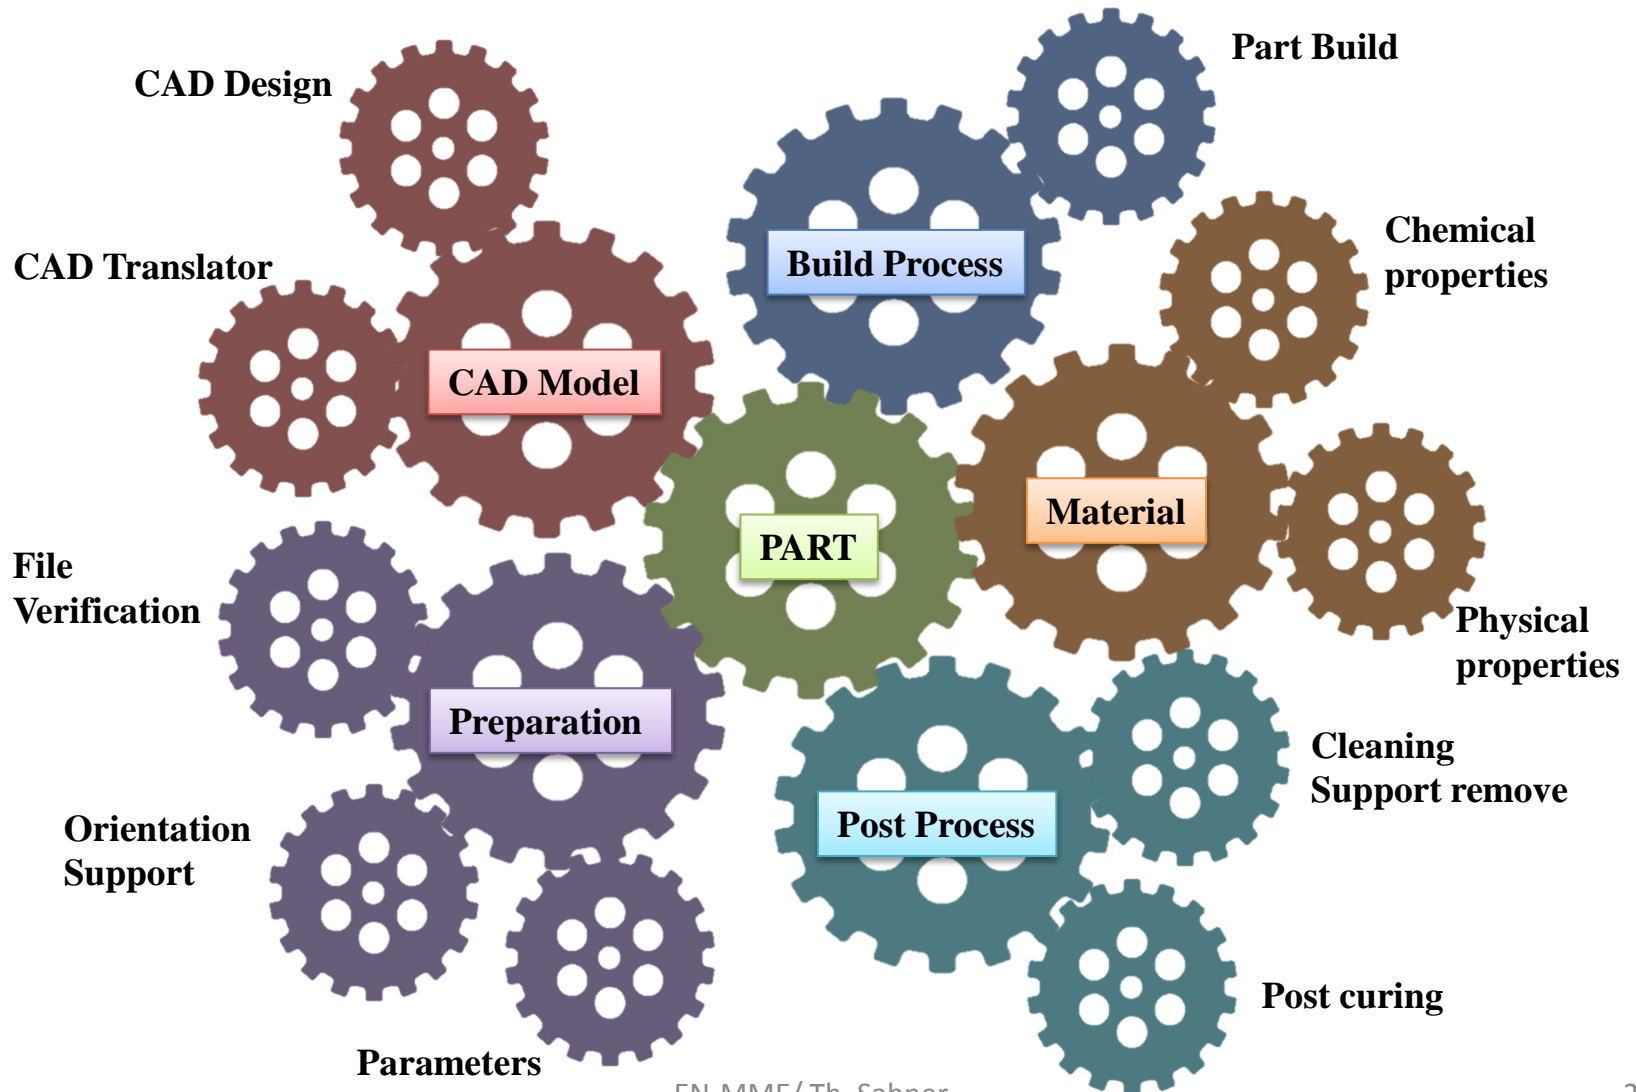 Part Build
CAD Design
Chemical
properties
CAD Translator
Build Process
CAD Model
Material
PART
File
Verification
Physical
properties
Preparation
Cleaning
Support remove
Orientation
Support
Post Process
Post curing
Parameters